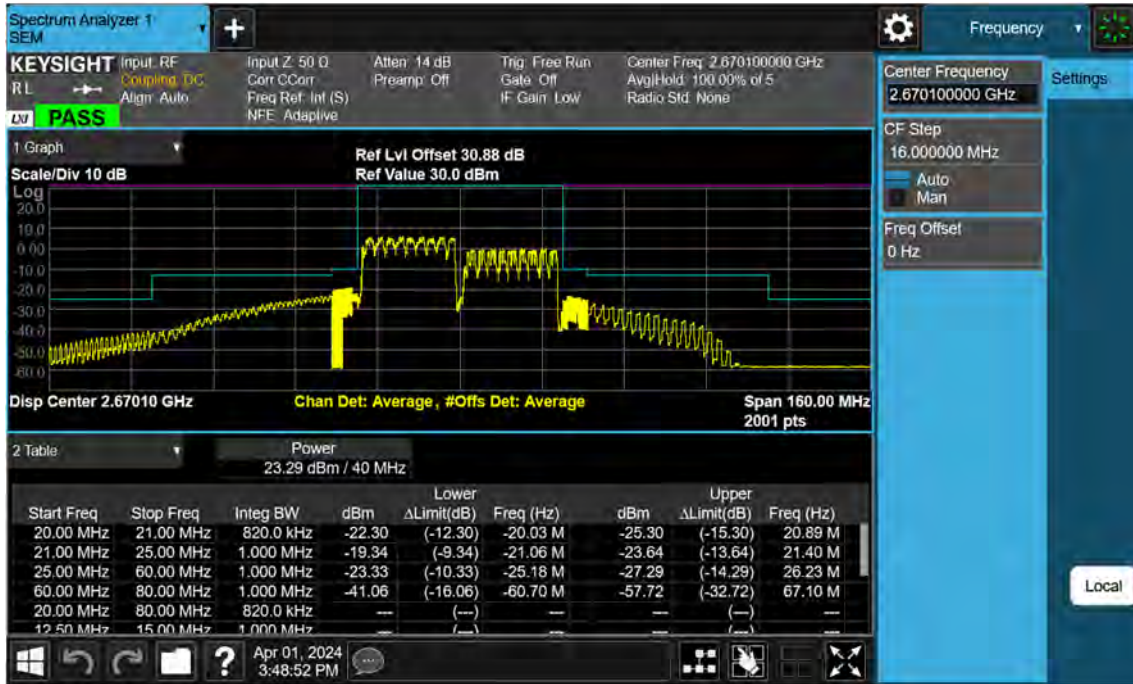 Spectrum Analyzer 1
SEM
Frequency
KEYSIGHT
RL
LXI
PASS
Input: RF
Coupling: DC
Align: Auto
Input Z: 50 Ω
Corr CCorr
Freq Ref: Int (S)
NFE: Adaptive
Atten: 14 dB
Preamp: Off
Trig: Free Run
Gate: Off
IF Gain: Low
Center Freq: 2.670100000 GHz
Avg|Hold: 100.00% of 5
Radio Std: None
Center Frequency
2.670100000 GHz
Settings
CF Step
16.000000 MHz
Auto
Man
Freq Offset
0 Hz
1 Graph
Scale/Div 10 dB
Ref Lvl Offset 30.88 dB
Ref Value 30.0 dBm
Log
20.0
10.0
0.00
-10.0
-20.0
-30.0
-40.0
-50.0
-60.0
Disp Center 2.67010 GHz
Chan Det: Average, #Offs Det: Average
Span 160.00 MHz
2001 pts
2 Table
Power
23.29 dBm / 40 MHz
Lower Upper
Start Freq Stop Freq Integ BW dBm ΔLimit(dB) Freq (Hz) dBm ΔLimit(dB) Freq (Hz)
20.00 MHz 21.00 MHz 820.0 kHz -22.30 (-12.30) -20.03 M -25.30 (-15.30) 20.89 M
21.00 MHz 25.00 MHz 1.000 MHz -19.34 (-9.34) -21.06 M -23.64 (-13.64) 21.40 M
25.00 MHz 60.00 MHz 1.000 MHz -23.33 (-10.33) -25.18 M -27.29 (-14.29) 26.23 M
60.00 MHz 80.00 MHz 1.000 MHz -41.06 (-16.06) -60.70 M -57.72 (-32.72) 67.10 M
20.00 MHz 80.00 MHz 820.0 kHz --- (---) --- --- (---) ---
12.50 MHz 15.00 MHz 1.000 MHz --- (---) --- --- (---) ---
Local
?
Apr 01, 2024
3:48:52 PM